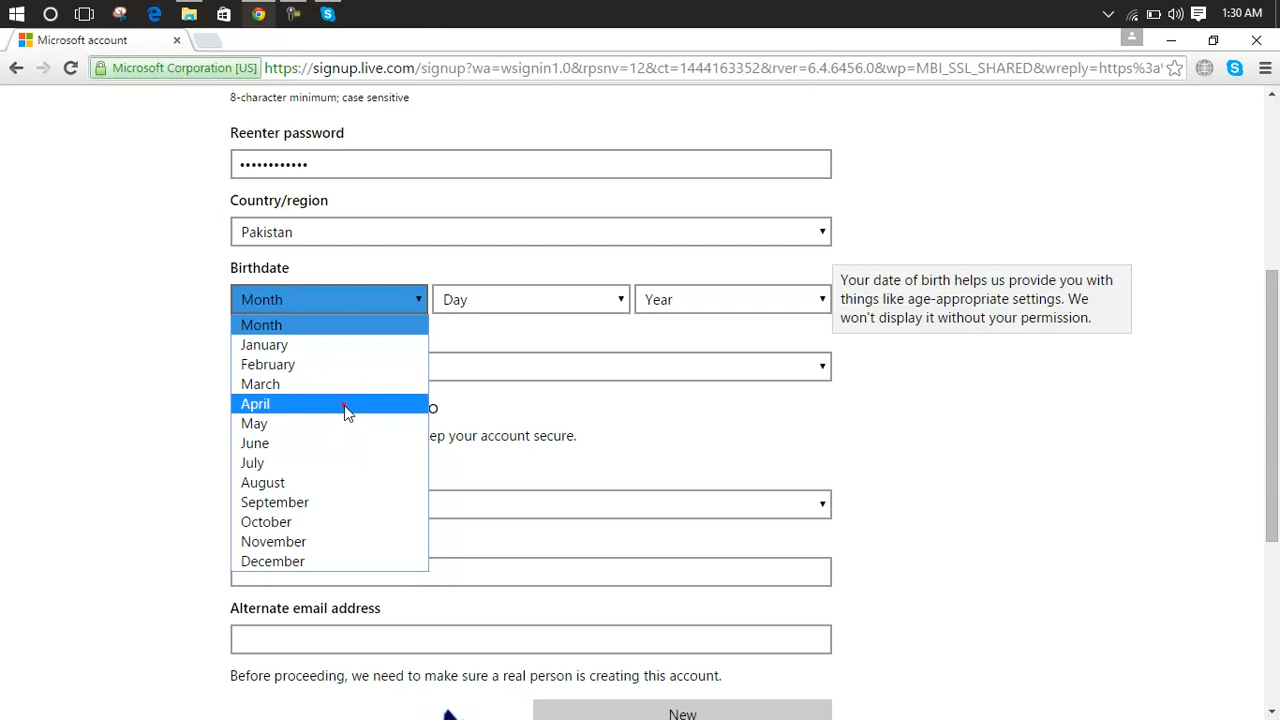 1:30 AM
Microsoft account
Microsoft Corporation [US] https://signup.live.com/signup?wa=wsignin1.0&rpsnv=12&ct=1444163352&rver=6.4.6456.0&wp=MBI_SSL_SHARED&wreply=https%3a
8-character minimum; case sensitive
Reenter password
••••••••••••
Country/region
Pakistan
Birthdate
Month Day Year
Your date of birth helps us provide you with
things like age-appropriate settings. We
won't display it without your permission.
Month
January
February
March
April
May
June
July
August
September
October
November
December
ep your account secure.
Alternate email address
Before proceeding, we need to make sure a real person is creating this account.
New